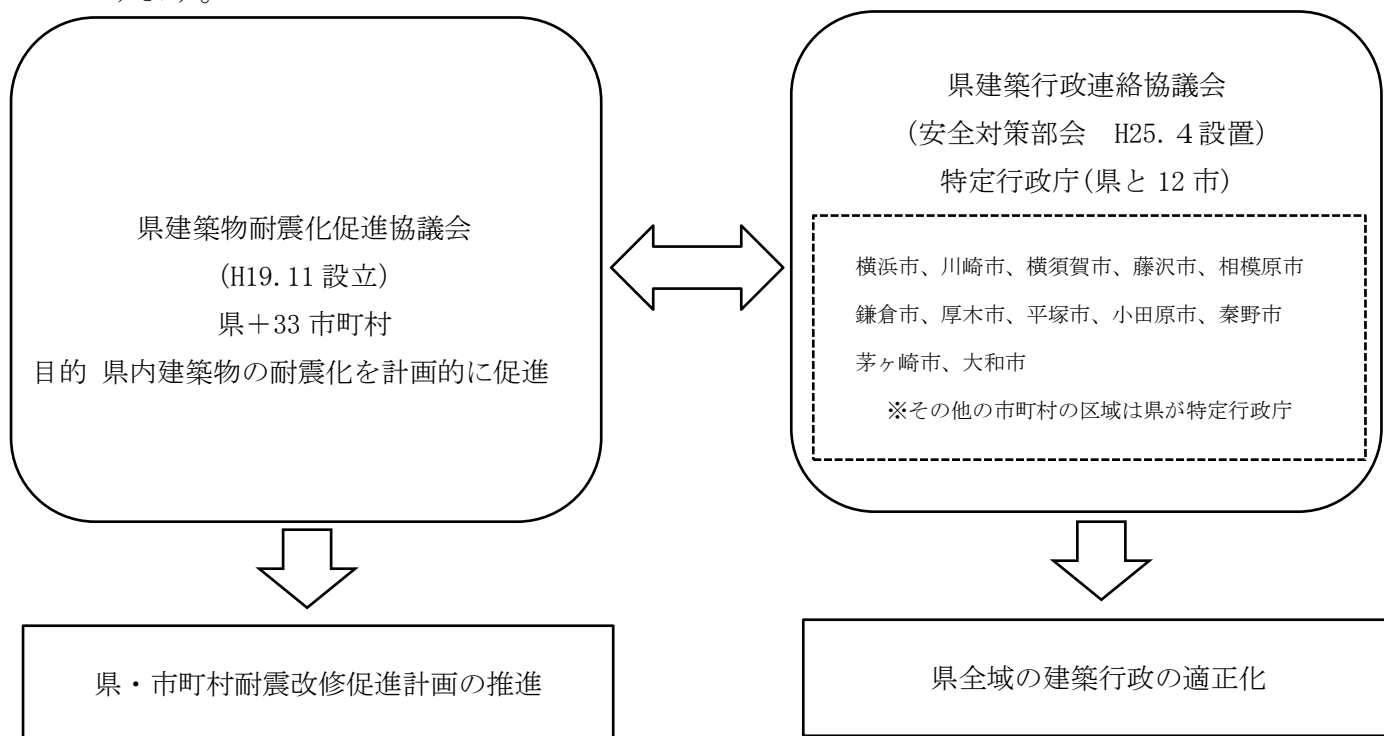 県建築物耐震化促進協議会
(H19.11 設立)
県＋33 市町村
目的 県内建築物の耐震化を計画的に促進
県建築行政連絡協議会
(安全対策部会　H25.４設置)
特定行政庁(県と 12 市)
横浜市、川崎市、横須賀市、藤沢市、相模原市
鎌倉市、厚木市、平塚市、小田原市、秦野市
茅ヶ崎市、大和市
※その他の市町村の区域は県が特定行政庁
県・市町村耐震改修促進計画の推進
県全域の建築行政の適正化